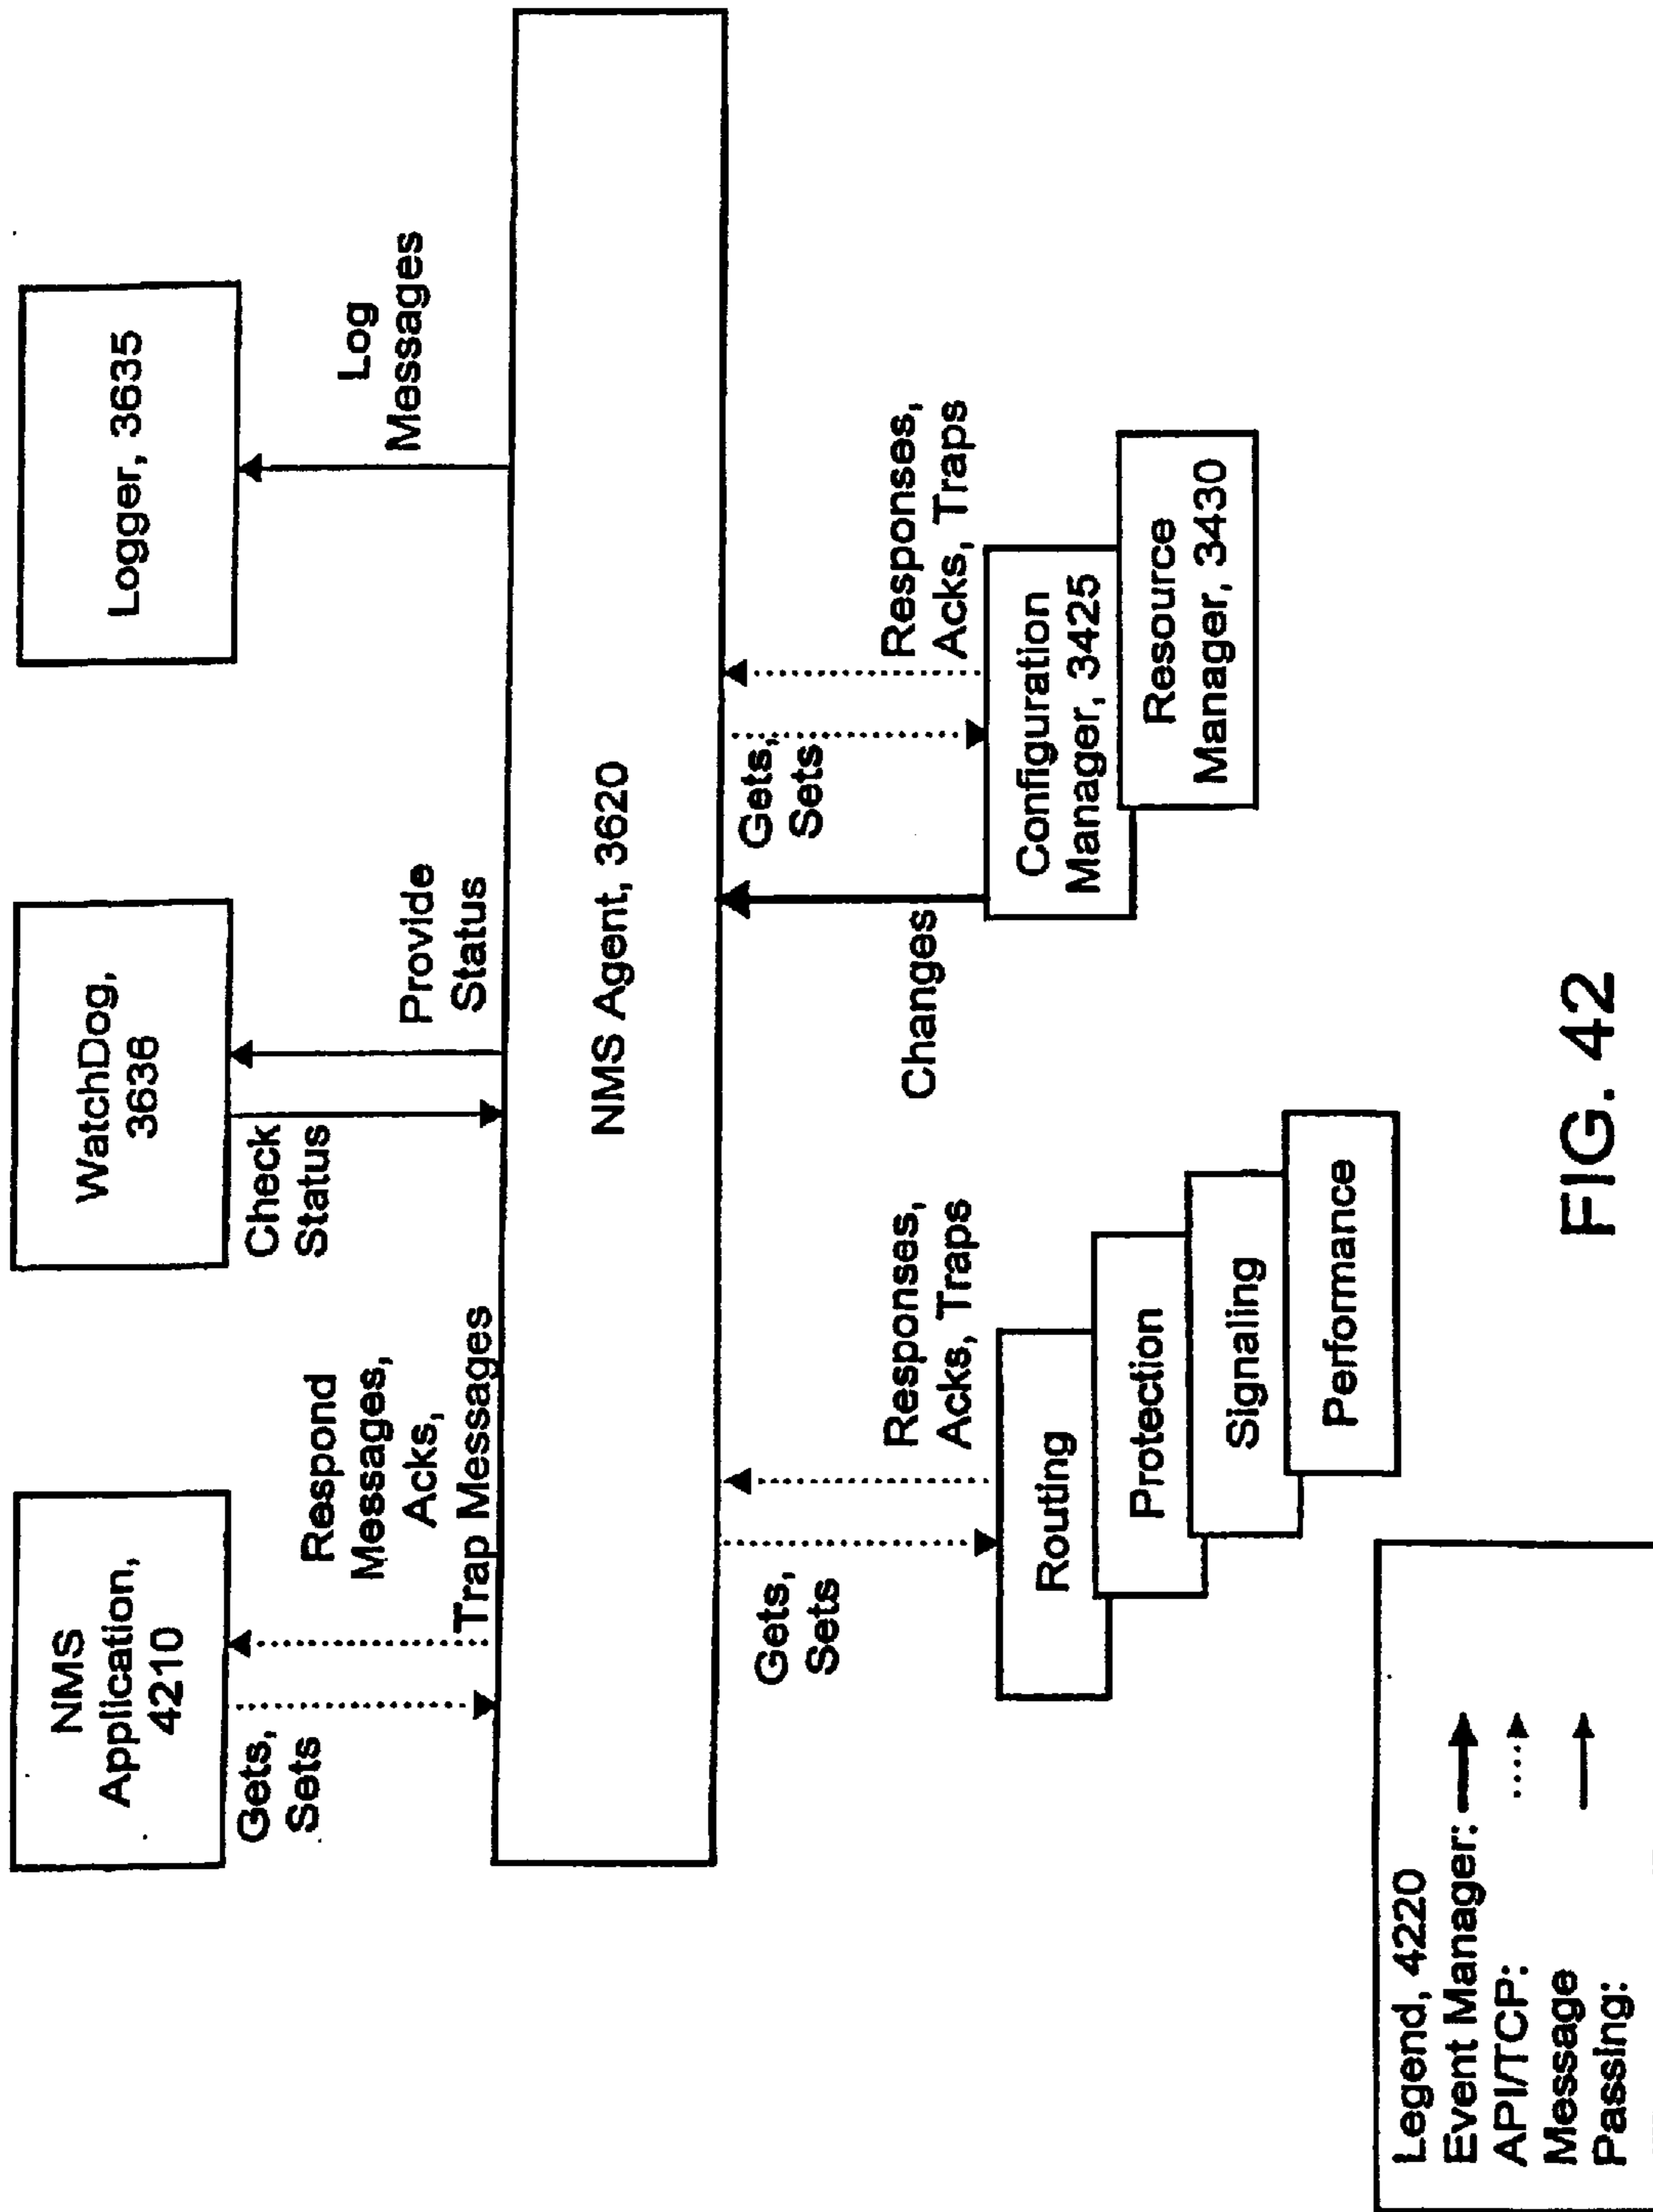 NMS
Application,
4210
WatchDog,
3636
Logger, 3635
Gets,
Sets
Respond
Messages,
Acks,
Trap Messages
Check
Status
Provide
Status
Log
Messages
NMS Agent, 3620
Gets,
Sets
Responses,
Acks, Traps
Changes
Gets,
Sets
Responses,
Acks, Traps
Routing
Protection
Signaling
Performance
Configuration
Manager, 3425
Resource
Manager, 3430
Legend, 4220
Event Manager:
API/TCP:
Message
Passing:
FIG. 42